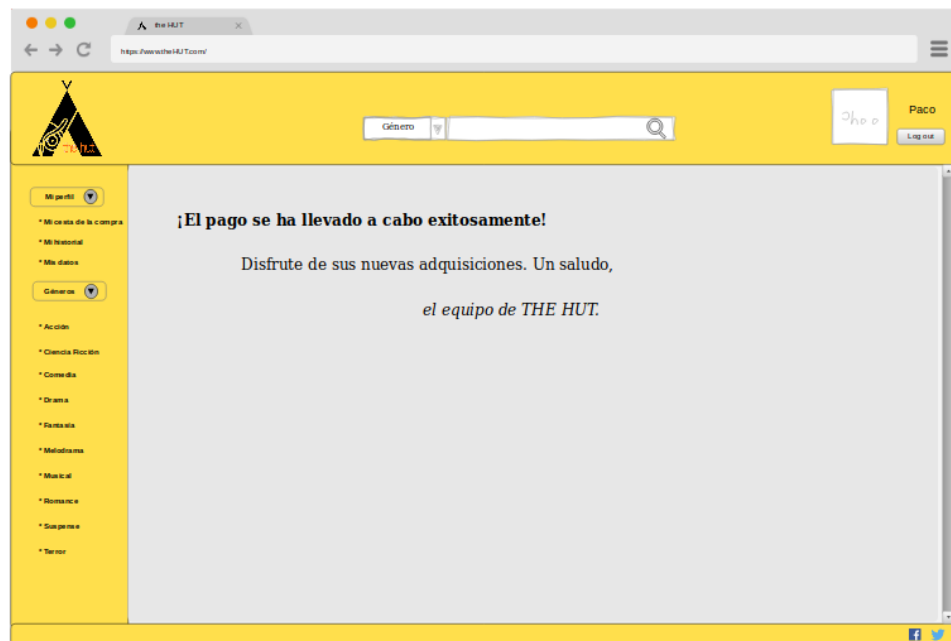 the HUT
https://www.theHUT.com/
the hut
Género
Paco
Log out
Mi perfil
* Mi cesta de la compra
* Mi historial
* Mis datos
Géneros
* Acción
* Ciencia Ficción
* Comedia
* Drama
* Fantasía
* Melodrama
* Musical
* Romance
* Suspense
* Terror
¡El pago se ha llevado a cabo exitosamente!
Disfrute de sus nuevas adquisiciones. Un saludo,
el equipo de THE HUT.